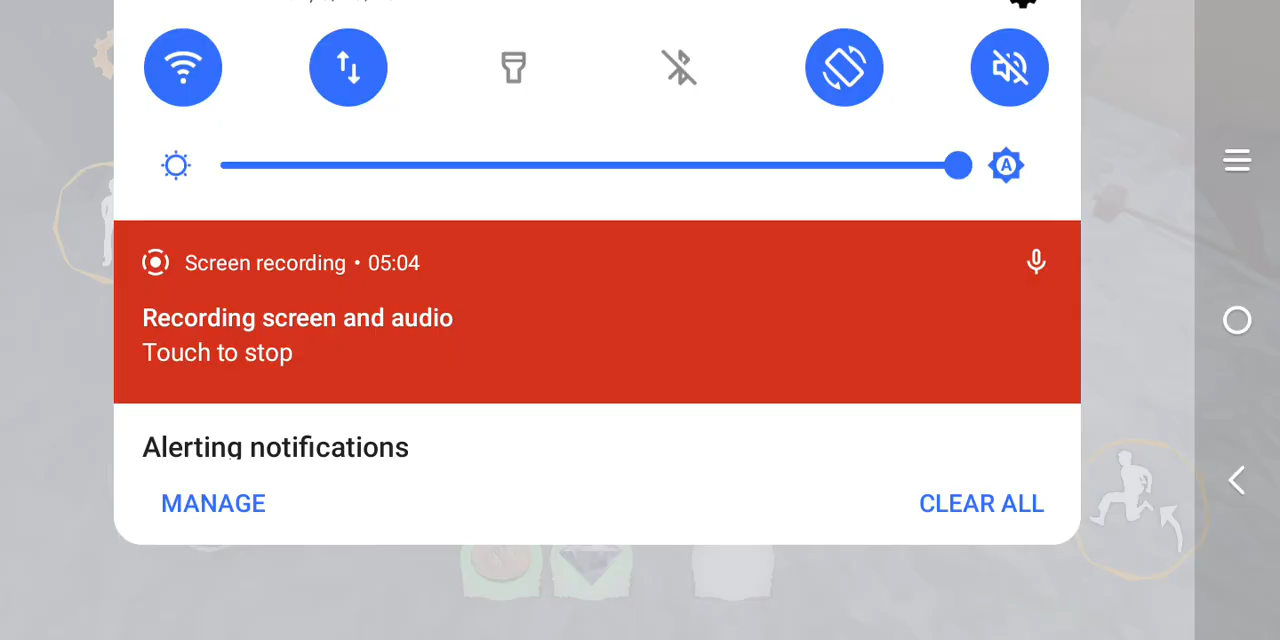 A
Screen recording • 05:04
Recording screen and audio
Touch to stop
Alerting notifications
MANAGE
CLEAR ALL